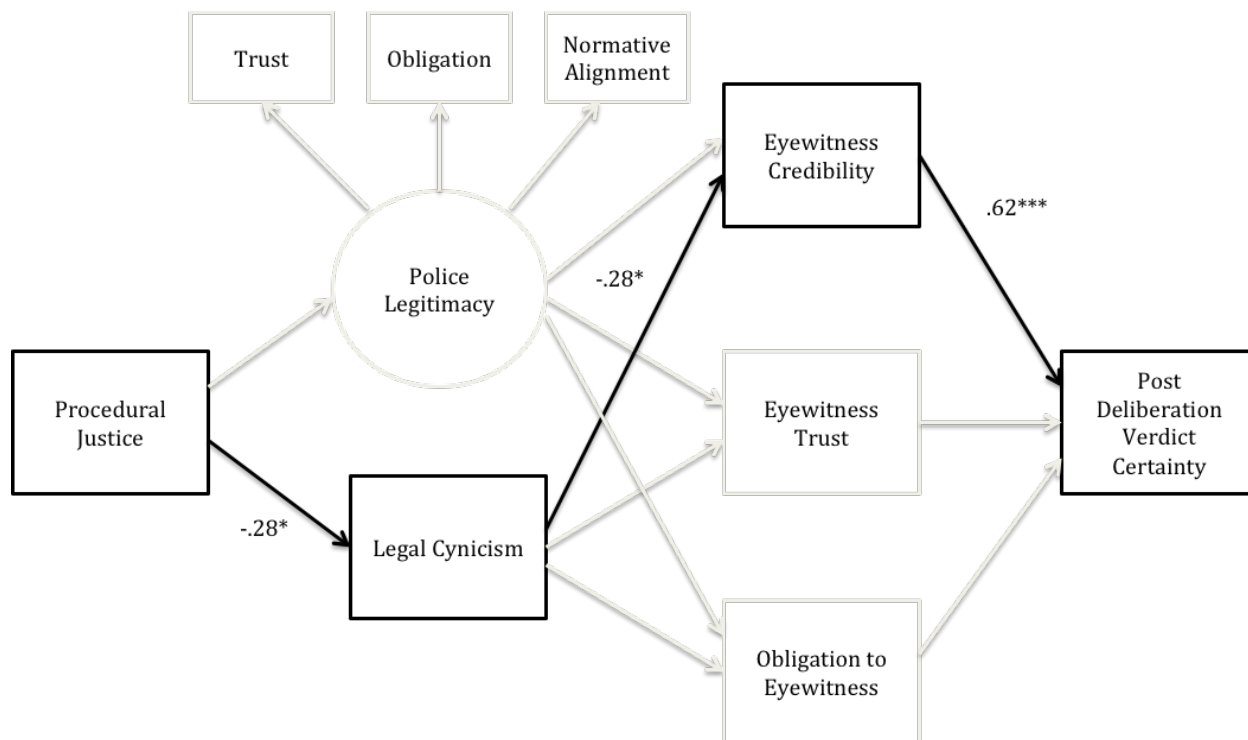 Trust
Obligation
Normative
Alignment
Eyewitness
Credibility
.62***
-.28*
Police
Legitimacy
Procedural
Justice
Eyewitness
Trust
Post
Deliberation
Verdict
Certainty
-.28*
Legal Cynicism
Obligation to
Eyewitness